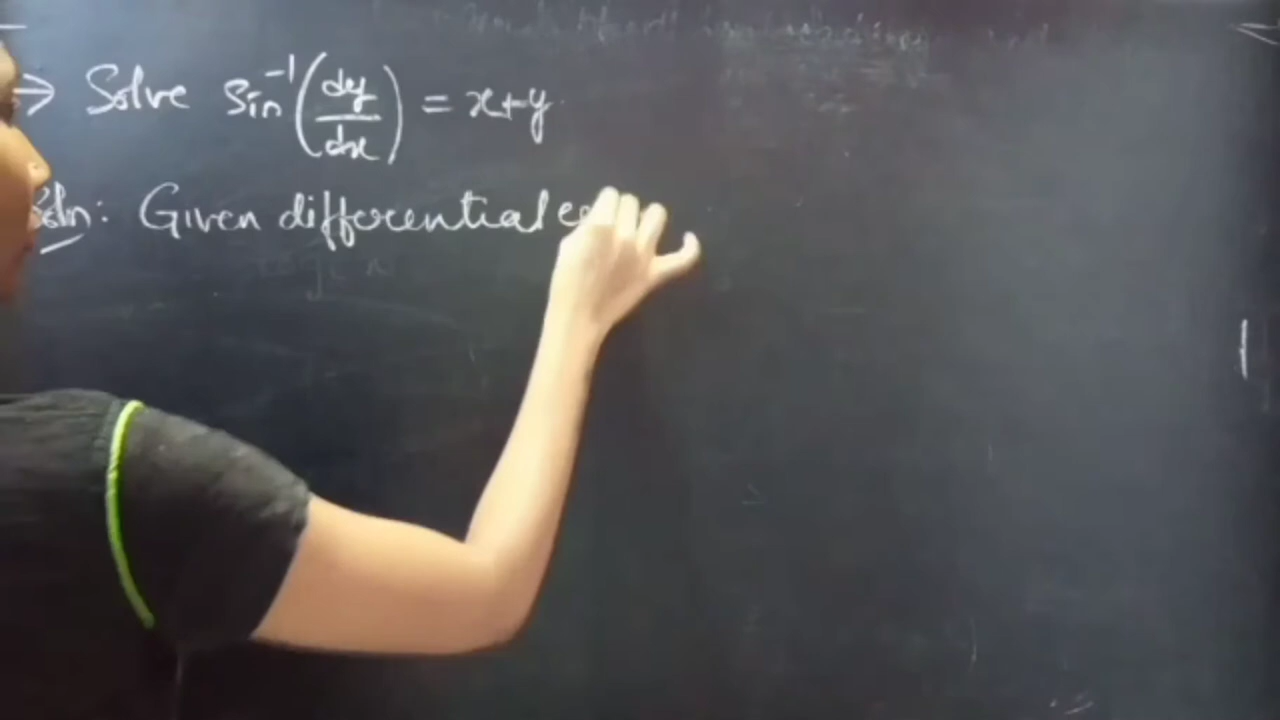 → Solve sin⁻¹(dy/dx) = x+y
Soln: Given differential